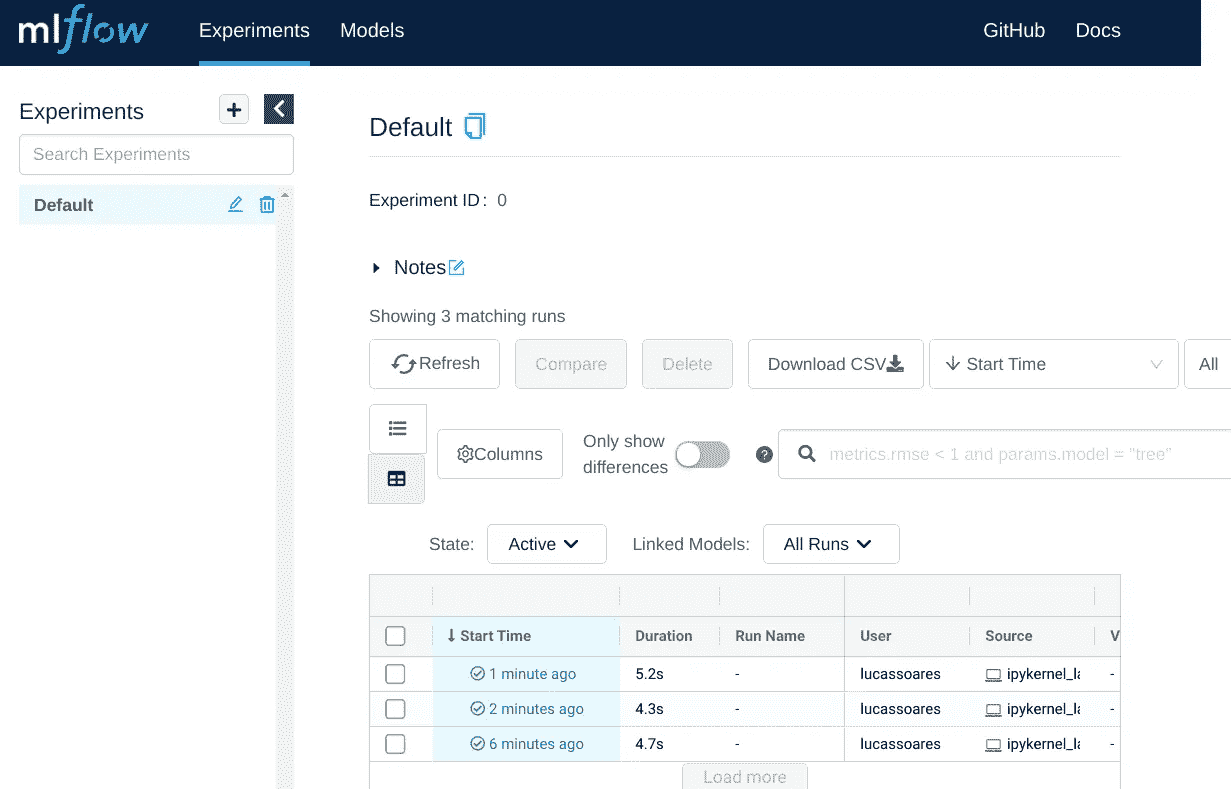 mlflow Experiments Models GitHub Docs
Experiments +
Search Experiments
Default
Default
Experiment ID: 0
Notes
Showing 3 matching runs
Refresh Compare Delete Download CSV Start Time All
Columns Only show differences ? metrics.rmse < 1 and params.model = "tree"
State: Active Linked Models: All Runs
Start Time Duration Run Name User Source V
1 minute ago 5.2s - lucassoares ipykernel_la -
2 minutes ago 4.3s - lucassoares ipykernel_la -
6 minutes ago 4.7s - lucassoares ipykernel_la -
Load more